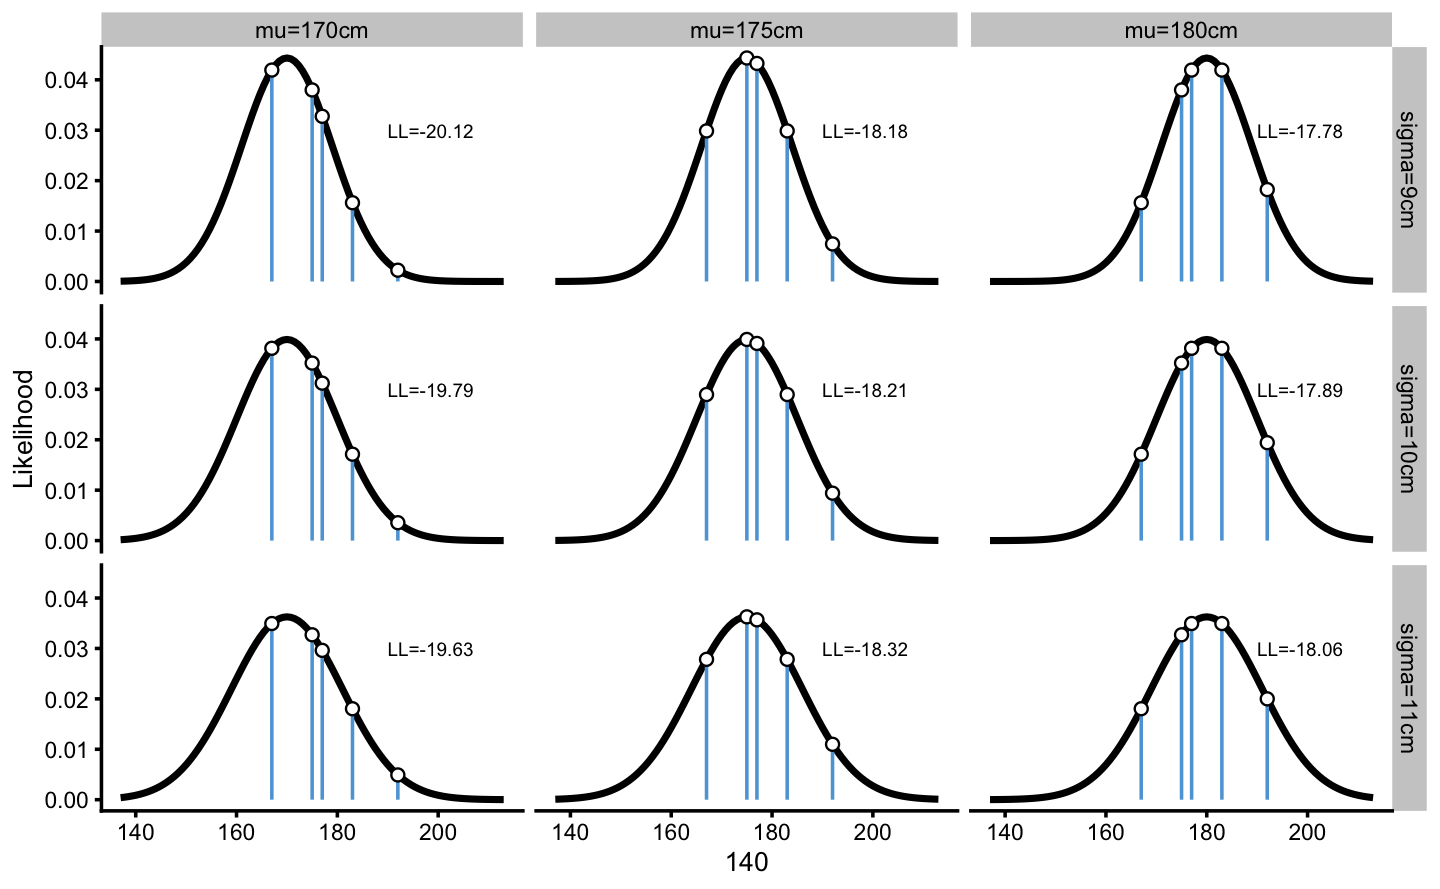 mu=170cm
mu=175cm
mu=180cm
0.04
0.03
0.02
0.01
0.00
LL=-20.12
LL=-18.18
LL=-17.78
sigma=9cm
Likelihood
0.04
0.03
0.02
0.01
0.00
LL=-19.79
LL=-18.21
LL=-17.89
sigma=10cm
0.04
0.03
0.02
0.01
0.00
LL=-19.63
LL=-18.32
LL=-18.06
sigma=11cm
140 160 180 200
140 160 180 200
140 160 180 200
140